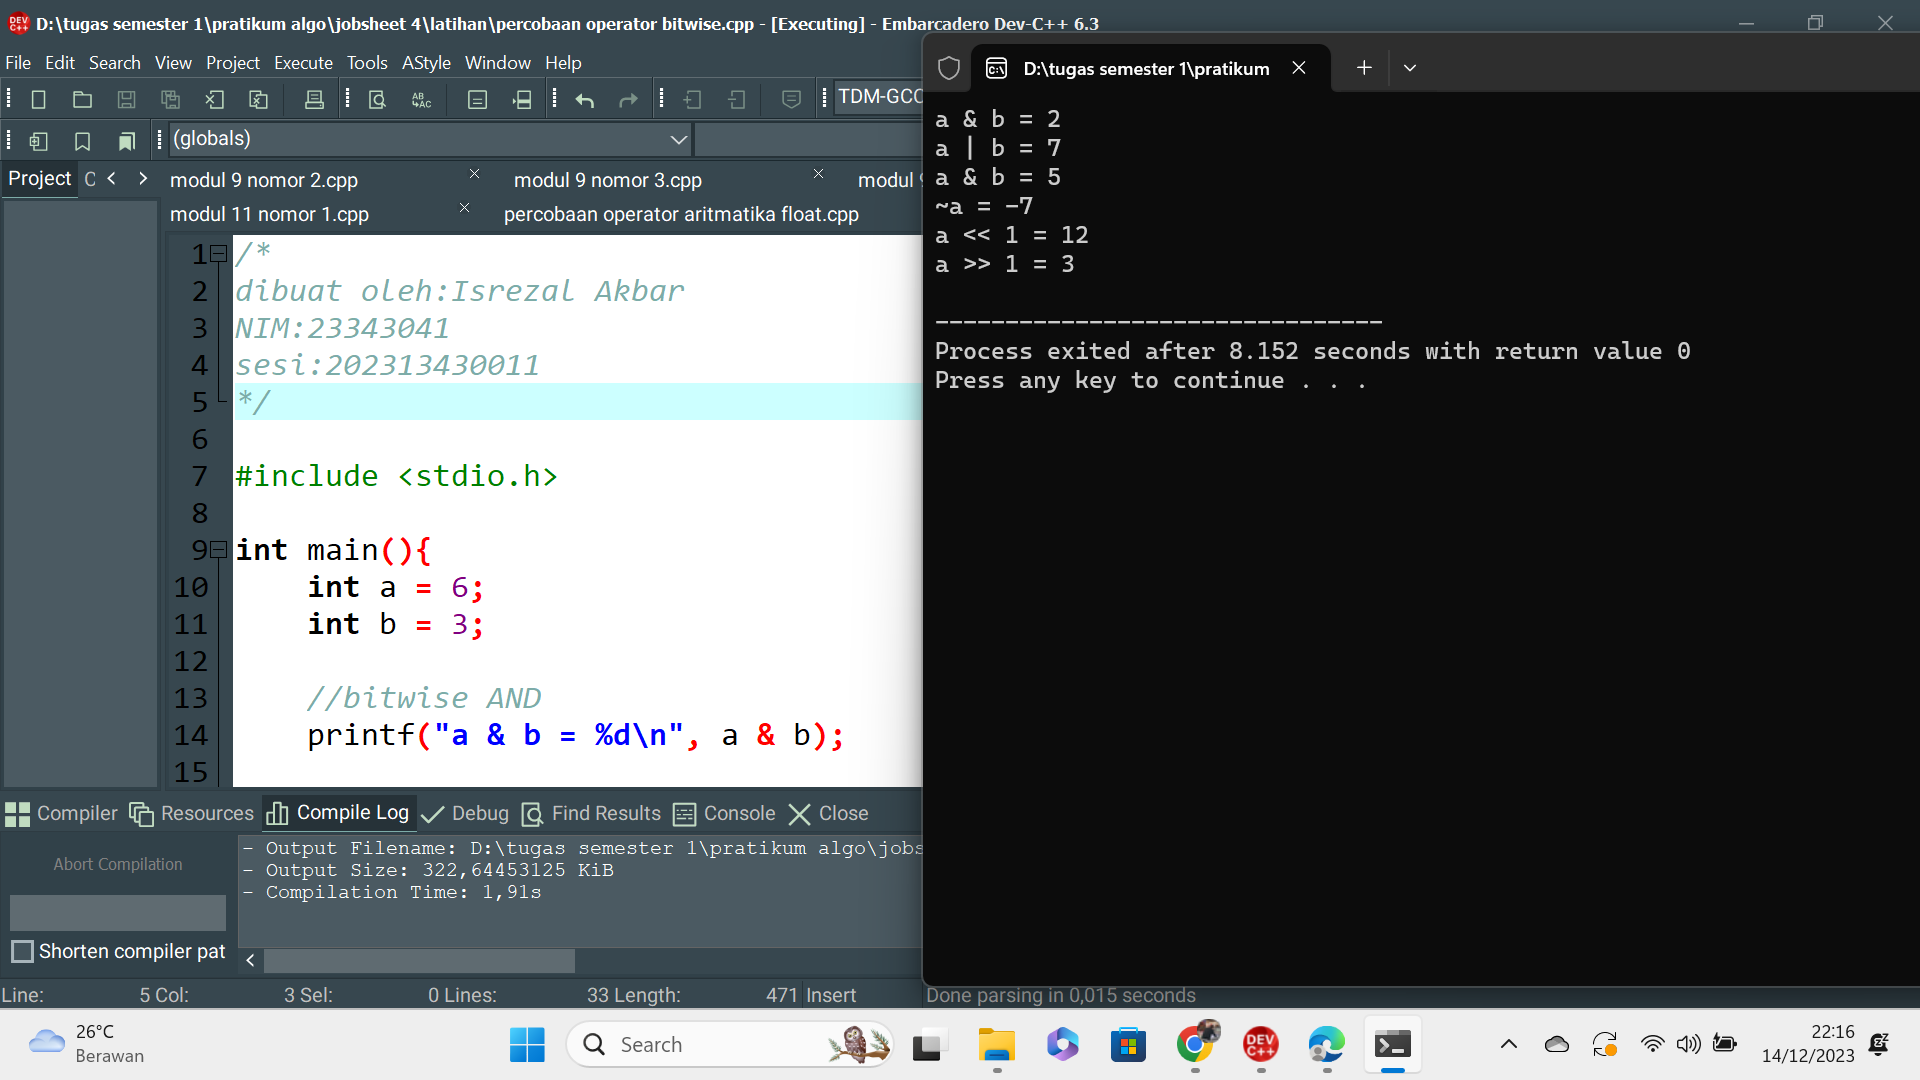 D:\tugas semester 1\pratikum algo\jobsheet 4\latihan\percobaan operator bitwise.cpp - [Executing] - Embarcadero Dev-C++ 6.3
File Edit Search View Project Execute Tools AStyle Window Help
TDM-GCC
(globals)
Project
modul 9 nomor 2.cpp
modul 9 nomor 3.cpp
modul
modul 11 nomor 1.cpp
percobaan operator aritmatika float.cpp
1 /*
2 dibuat oleh:Isrezal Akbar
3 NIM:23343041
4 sesi:202313430011
5 */
6
7 #include <stdio.h>
8
9 int main(){
10 int a = 6;
11 int b = 3;
12
13 //bitwise AND
14 printf("a & b = %d\n", a & b);
15
D:\tugas semester 1\pratikum
a & b = 2
a | b = 7
a & b = 5
~a = -7
a << 1 = 12
a >> 1 = 3
--------------------------------
Process exited after 8.152 seconds with return value 0
Press any key to continue . . .
Compiler Resources Compile Log Debug Find Results Console Close
Abort Compilation
Shorten compiler pat
- Output Filename: D:\tugas semester 1\pratikum algo\jobs
- Output Size: 322,64453125 KiB
- Compilation Time: 1,91s
Line: 5 Col: 3 Sel: 0 Lines: 33 Length: 471 Insert Done parsing in 0,015 seconds
26°C
Berawan
Search
DEV
C++
22:16
14/12/2023